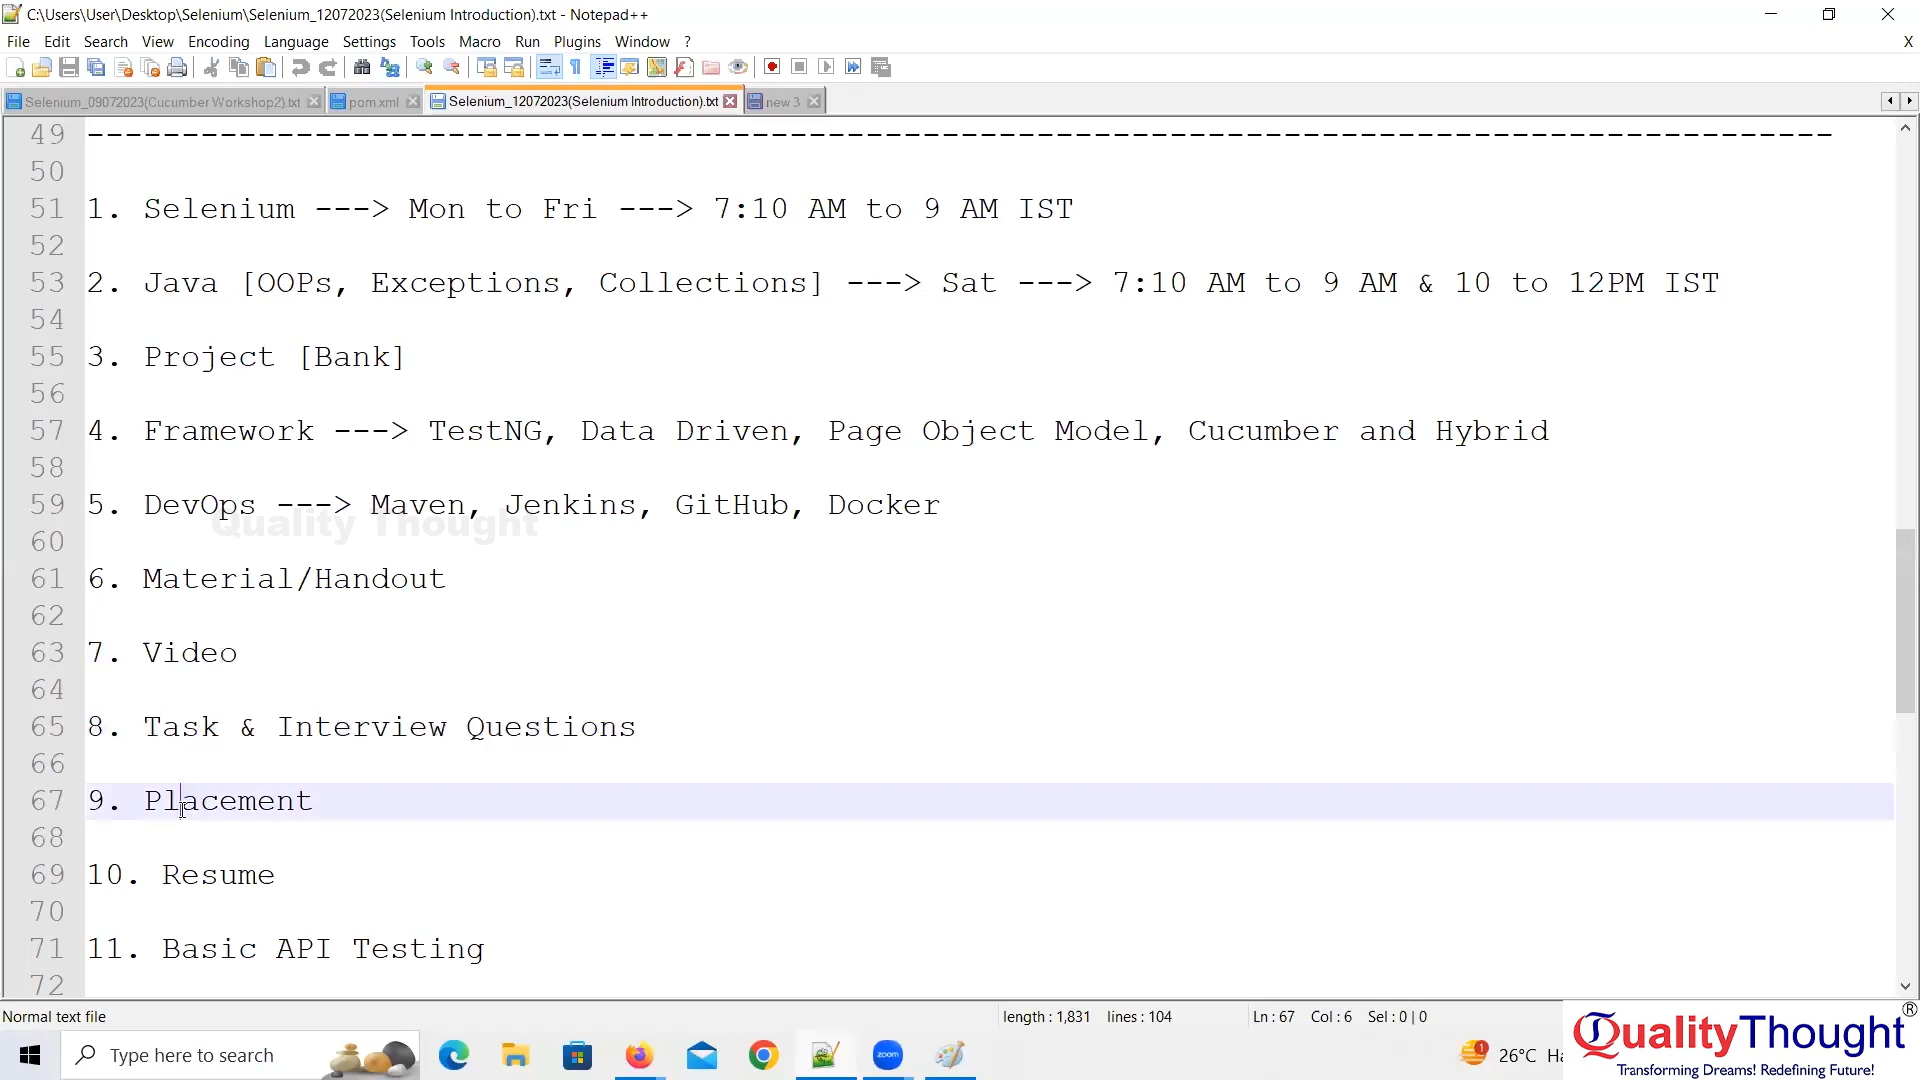 C:\Users\User\Desktop\Selenium\Selenium_12072023(Selenium Introduction).txt - Notepad++
File Edit Search View Encoding Language Settings Tools Macro Run Plugins Window ? X
Selenium_09072023(Cucumber Workshop2).txt pom.xml Selenium_12072023(Selenium Introduction).txt new 3
49 ---------------------------------------------------------------------------------------------
50
51 1. Selenium ---> Mon to Fri ---> 7:10 AM to 9 AM IST
52
53 2. Java [OOPs, Exceptions, Collections] ---> Sat ---> 7:10 AM to 9 AM & 10 to 12PM IST
54
55 3. Project [Bank]
56
57 4. Framework ---> TestNG, Data Driven, Page Object Model, Cucumber and Hybrid
58
59 5. DevOps ---> Maven, Jenkins, GitHub, Docker
Quality Thought
60
61 6. Material/Handout
62
63 7. Video
64
65 8. Task & Interview Questions
66
67 9. Placement
68
69 10. Resume
70
71 11. Basic API Testing
72
Normal text file length : 1,831 lines : 104 Ln : 67 Col : 6 Sel : 0 | 0
Type here to search zoom 1 26°C
QualityThought ®
Transforming Dreams! Redefining Future!